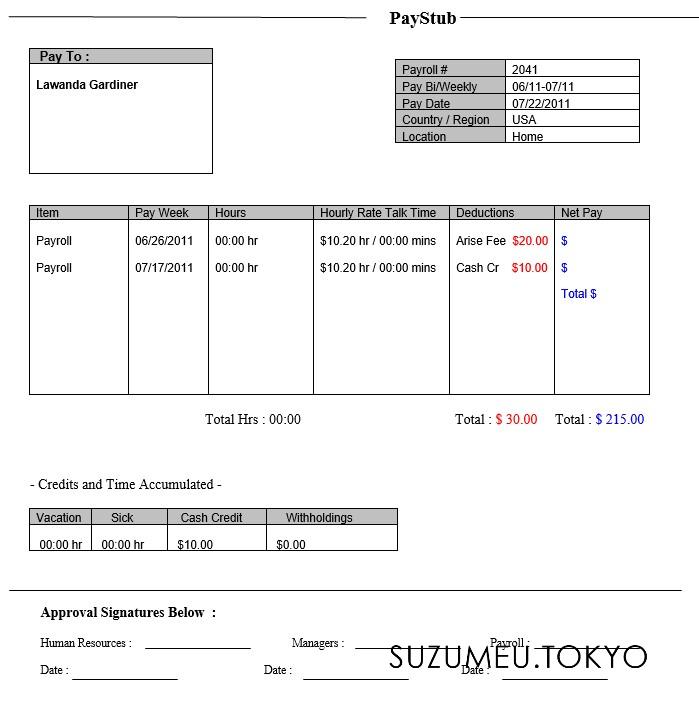 PayStub
Pay To :
Lawanda Gardiner
Payroll # 2041
Pay Bi/Weekly 06/11-07/11
Pay Date 07/22/2011
Country / Region USA
Location Home
Item Pay Week Hours Hourly Rate Talk Time Deductions Net Pay
Payroll 06/26/2011 00:00 hr $10.20 hr / 00:00 mins Arise Fee $20.00 $
Payroll 07/17/2011 00:00 hr $10.20 hr / 00:00 mins Cash Cr $10.00 $
Total $
Total Hrs : 00:00 Total : $ 30.00 Total : $ 215.00
- Credits and Time Accumulated -
Vacation Sick Cash Credit Withholdings
00:00 hr 00:00 hr $10.00 $0.00
Approval Signatures Below :
Human Resources : Managers : Payroll :
SUZUMEU.TOKYO
Date : Date : Date :